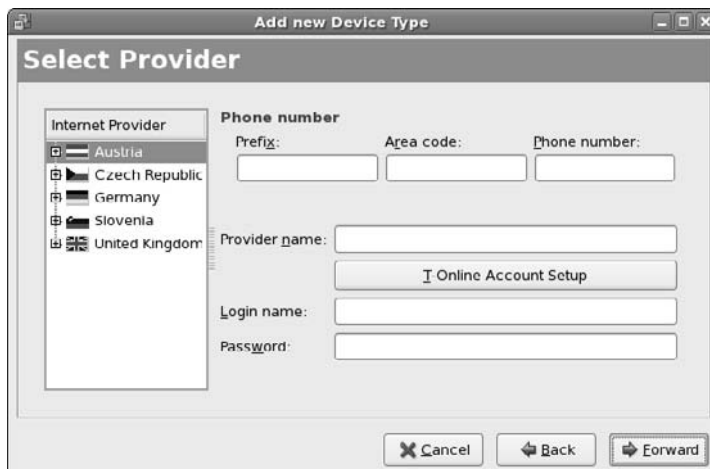 Add new Device Type
Select Provider
Internet Provider
Austria
Czech Republic
Germany
Slovenia
United Kingdom
Phone number
Prefix:
Area code:
Phone number:
Provider name:
T-Online Account Setup
Login name:
Password:
Cancel
Back
Forward